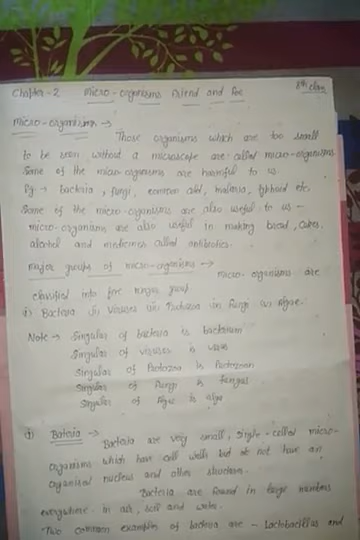 Chapter-2 Micro-organisms Friend and Foe 8th class
Micro-organisms →
Those organisms which are too small
to be seen without a microscope are called micro-organisms.
Some of the micro-organisms are harmful to us.
Eg → bacteria, fungi, common cold, malaria, typhoid etc.
Some of the micro-organisms are also useful to us -
micro-organisms are also useful in making bread, cakes,
alcohol and medicines called antibiotics.
Major groups of micro-organisms →
Micro-organisms are
classified into five major groups
i) Bacteria ii) Viruses iii) Protozoa iv) Fungi (v) Algae.
Note → Singular of bacteria is bacterium
Singular of viruses is virus
Singular of Protozoa is Protozoan
Singular of Fungi is fungus
Singular of Algae is alga
i) Bateria →
Bacteria are very small, single-celled micro-
organisms which have cell walls but do not have an
organised nucleus and other structure.
Bacteria are found in large numbers
everywhere in air, soil and water.
Two common examples of bacteria are - Lactobacillus and